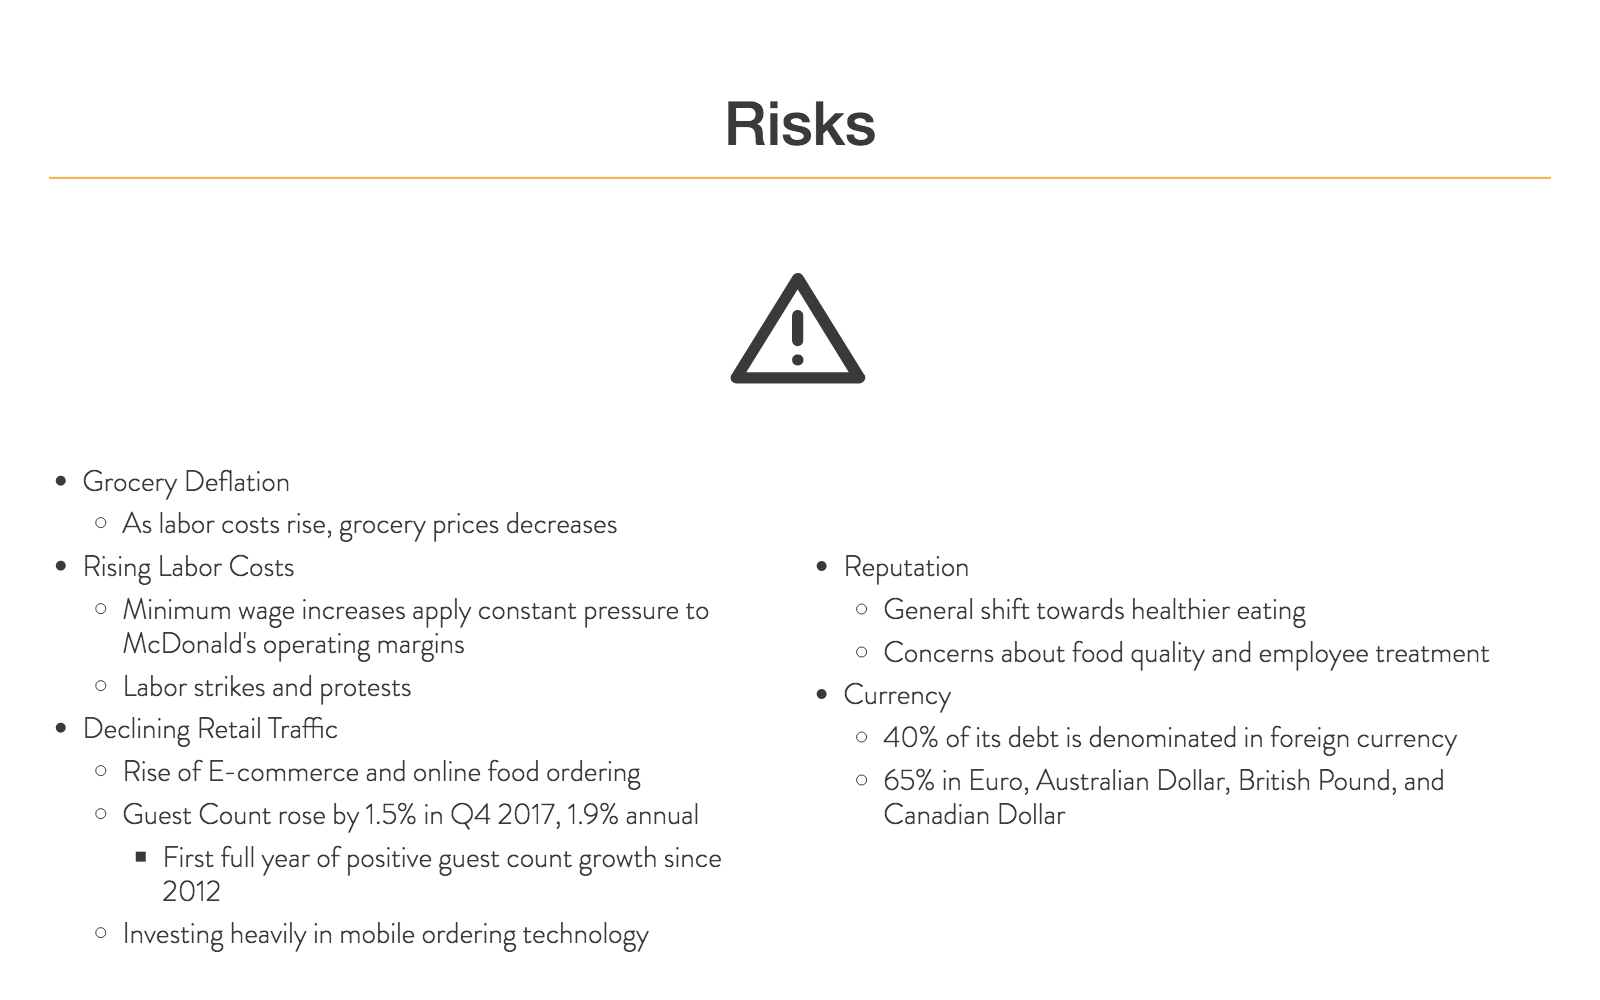 Risks
Grocery Deflation
As labor costs rise, grocery prices decreases
Rising Labor Costs
Minimum wage increases apply constant pressure to
McDonald's operating margins
Labor strikes and protests
Declining Retail Traffic
Rise of E-commerce and online food ordering
Guest Count rose by 1.5% in Q4 2017, 1.9% annual
First full year of positive guest count growth since
2012
Investing heavily in mobile ordering technology
Reputation
General shift towards healthier eating
Concerns about food quality and employee treatment
Currency
40% of its debt is denominated in foreign currency
65% in Euro, Australian Dollar, British Pound, and
Canadian Dollar